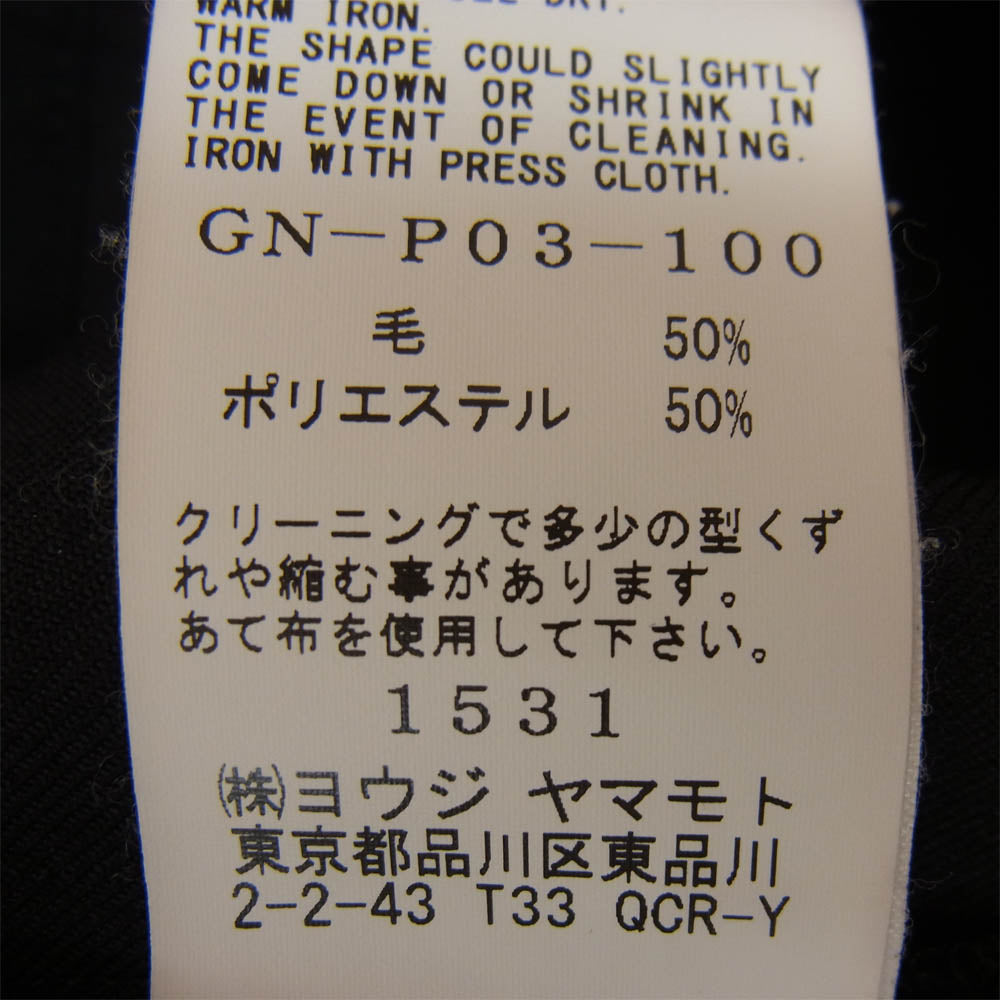 DRY.
WARM IRON.
THE SHAPE COULD SLIGHTLY
COME DOWN OR SHRINK IN
THE EVENT OF CLEANING.
IRON WITH PRESS CLOTH.
GN-P03-100
毛 50%
ポリエステル 50%
クリーニングで多少の型くず
れや縮む事があります。
あて布を使用して下さい。
1531
㈱ヨウジ ヤマモト
東京都品川区東品川
2-2-43 T33 QCR-Y